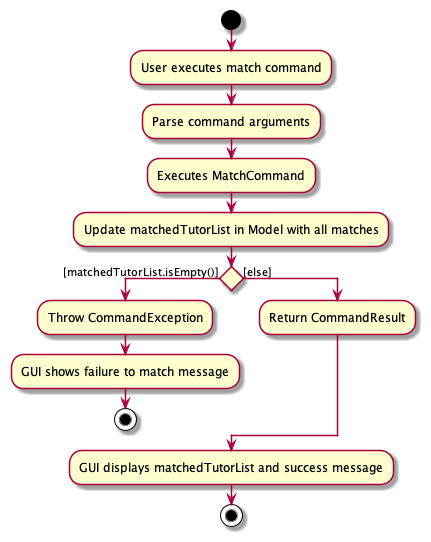 User executes match command
Parse command arguments
Executes MatchCommand
Update matchedTutorList in Model with all matches
[matchedTutorList.isEmpty()]
[else]
Throw CommandException
Return CommandResult
GUI shows failure to match message
GUI displays matchedTutorList and success message